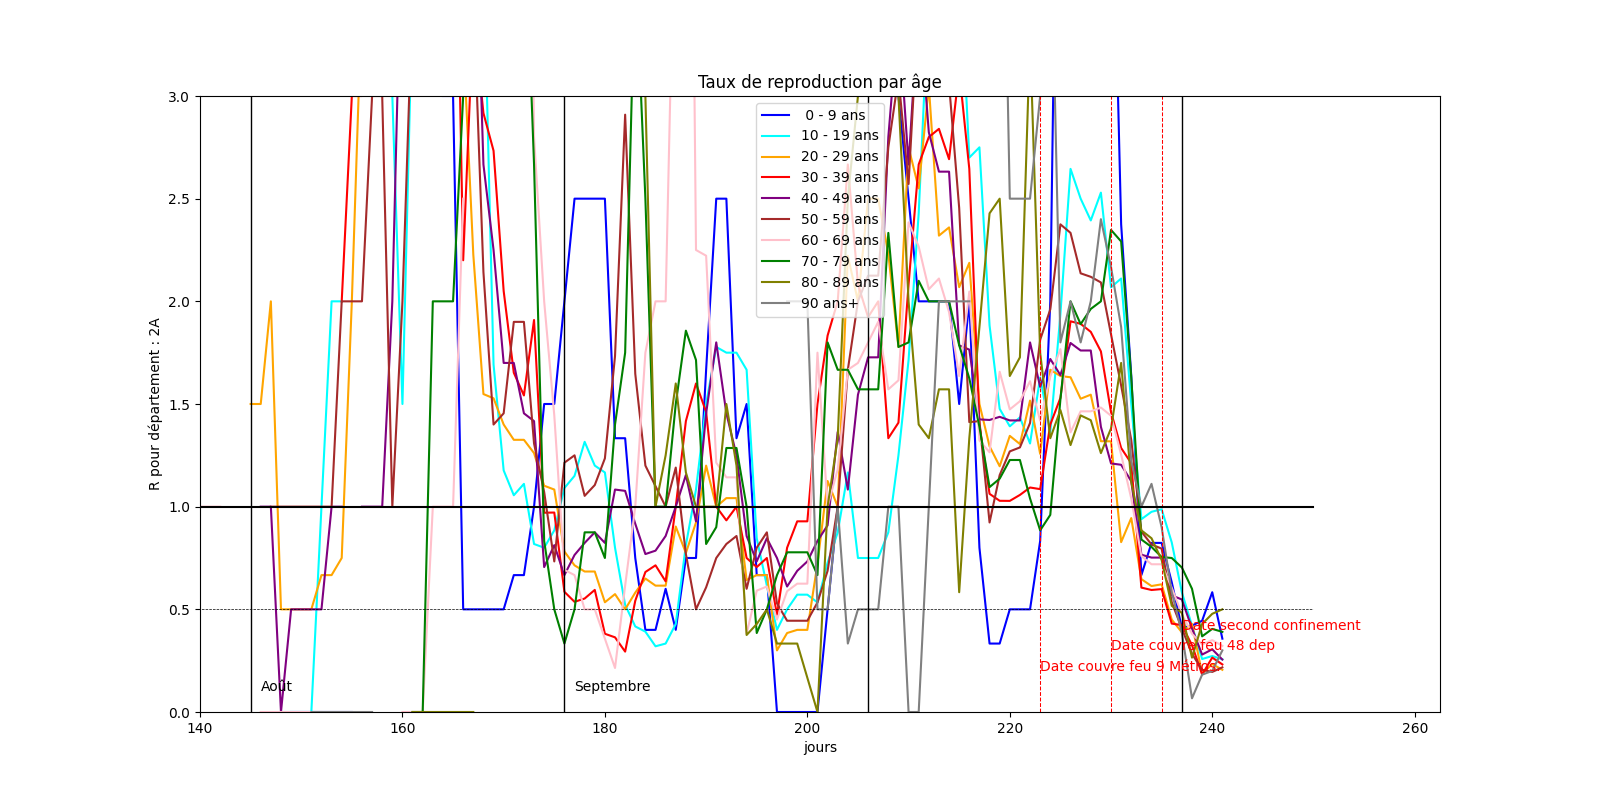 Taux de reproduction par âge
R pour département : 2A
3.0
2.5
2.0
1.5
1.0
0.5
0.0
0 - 9 ans
10 - 19 ans
20 - 29 ans
30 - 39 ans
40 - 49 ans
50 - 59 ans
60 - 69 ans
70 - 79 ans
80 - 89 ans
90 ans+
Date second confinement
Date couvre feu 48 dep
Date couvre feu 9 Métros
Août
Septembre
140
160
180
200
220
240
260
jours